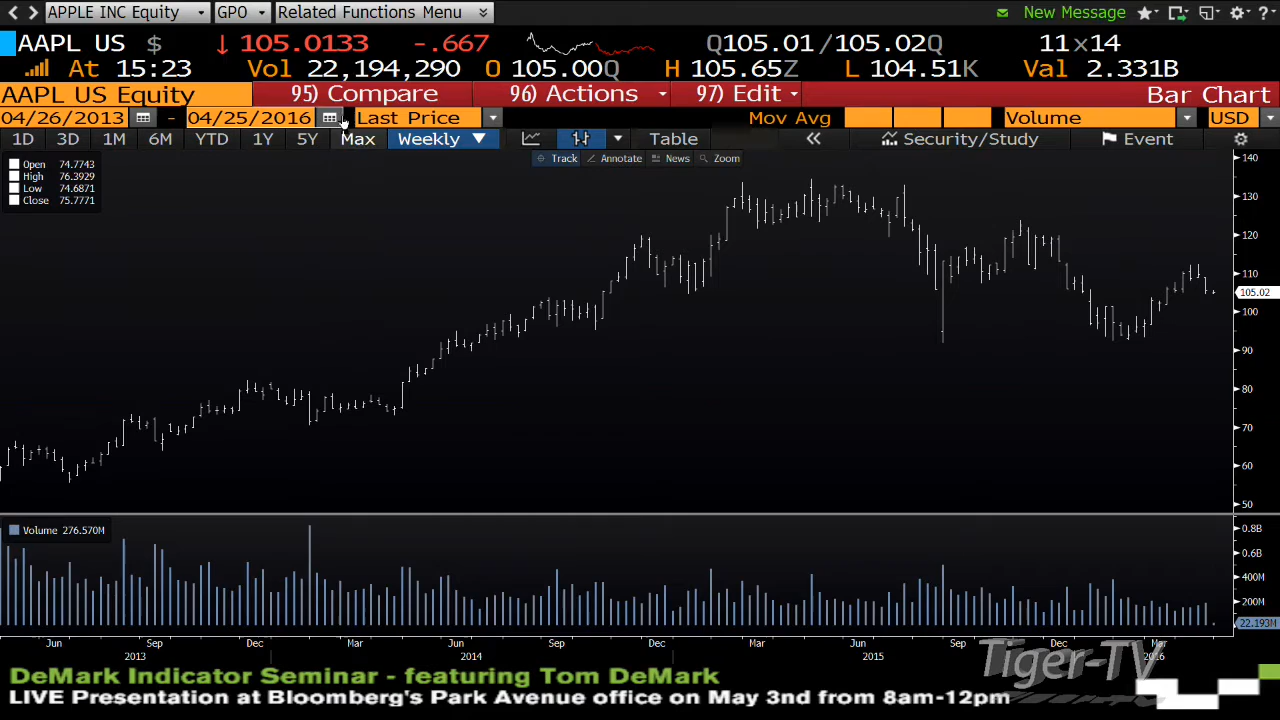 APPLE INC Equity GPO Related Functions Menu New Message
AAPL US $ ↓ 105.0133 -.667 Q105.01/105.02Q 11×14
At 15:23 Vol 22,194,290 O 105.00Q H 105.65Z L 104.51K Val 2.331B
AAPL US Equity 95) Compare 96) Actions 97) Edit Bar Chart
04/26/2013 - 04/25/2016 Last Price Mov Avg Volume USD
1D 3D 1M 6M YTD 1Y 5Y Max Weekly ▼ Table « Security/Study Event
Track Annotate News Zoom
Open 74.7743
High 76.3929
Low 74.6871
Close 75.7771
140
130
120
110
105.02
100
90
80
70
60
50
Volume 276.570M
0.8B
0.6B
400M
200M
22.193M
Jun Sep Dec Mar Jun Sep Dec Mar Jun Sep Dec Mar
2013 2014 2015 2016
Tiger-TV
DeMark Indicator Seminar - featuring Tom DeMark
LIVE Presentation at Bloomberg's Park Avenue office on May 3nd from 8am-12pm